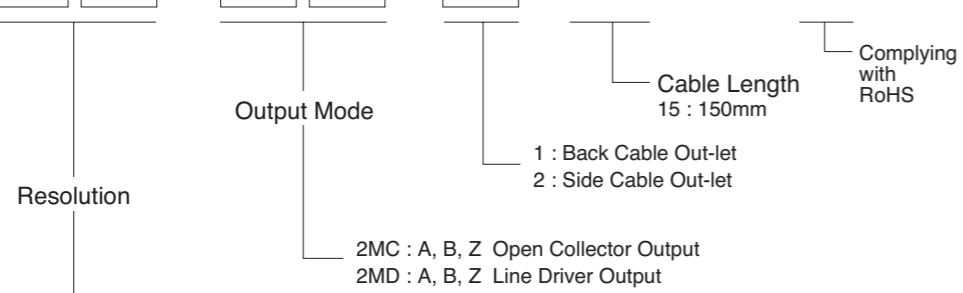 Complying
with
RoHS
Cable Length
15 : 150mm
Output Mode
1 : Back Cable Out-let
2 : Side Cable Out-let
Resolution
2MC : A, B, Z Open Collector Output
2MD : A, B, Z Line Driver Output